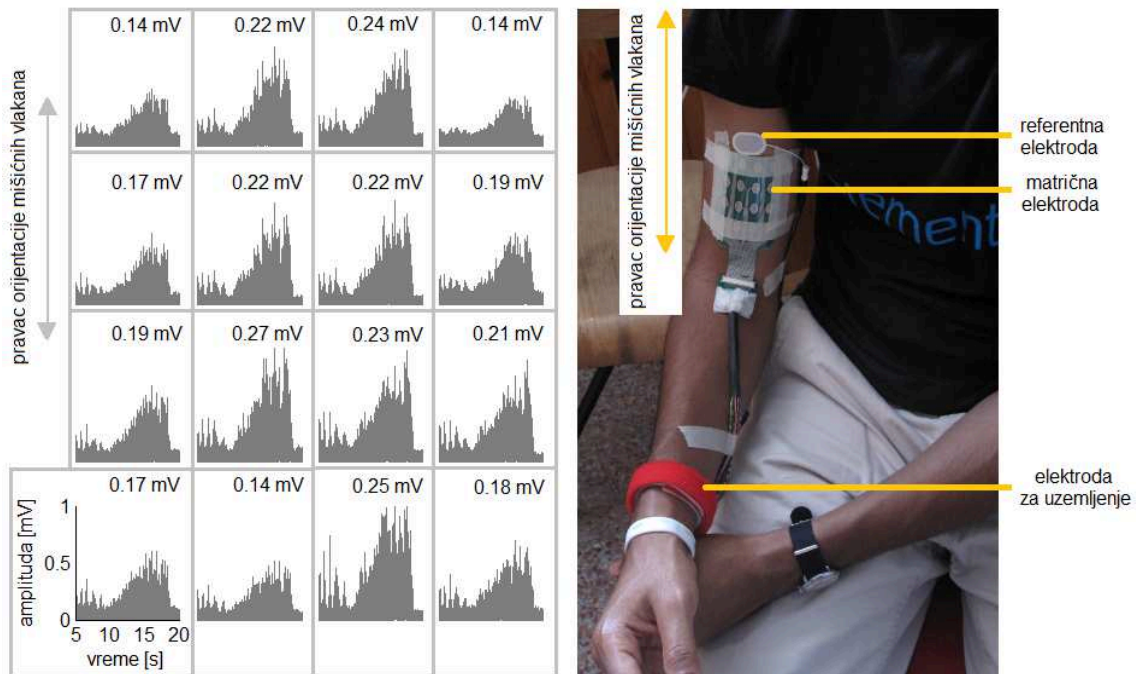 pravac orijentacije mišićnih vlakana
0.14 mV 0.22 mV 0.24 mV 0.14 mV
0.17 mV 0.22 mV 0.22 mV 0.19 mV
0.19 mV 0.27 mV 0.23 mV 0.21 mV
0.17 mV 0.14 mV 0.25 mV 0.18 mV
amplituda [mV]
1
0.5
0
5 10 15 20
vreme [s]
pravac orijentacije mišićnih vlakana
referentna
elektroda
matrična
elektroda
ement
elektroda
za uzemljenje